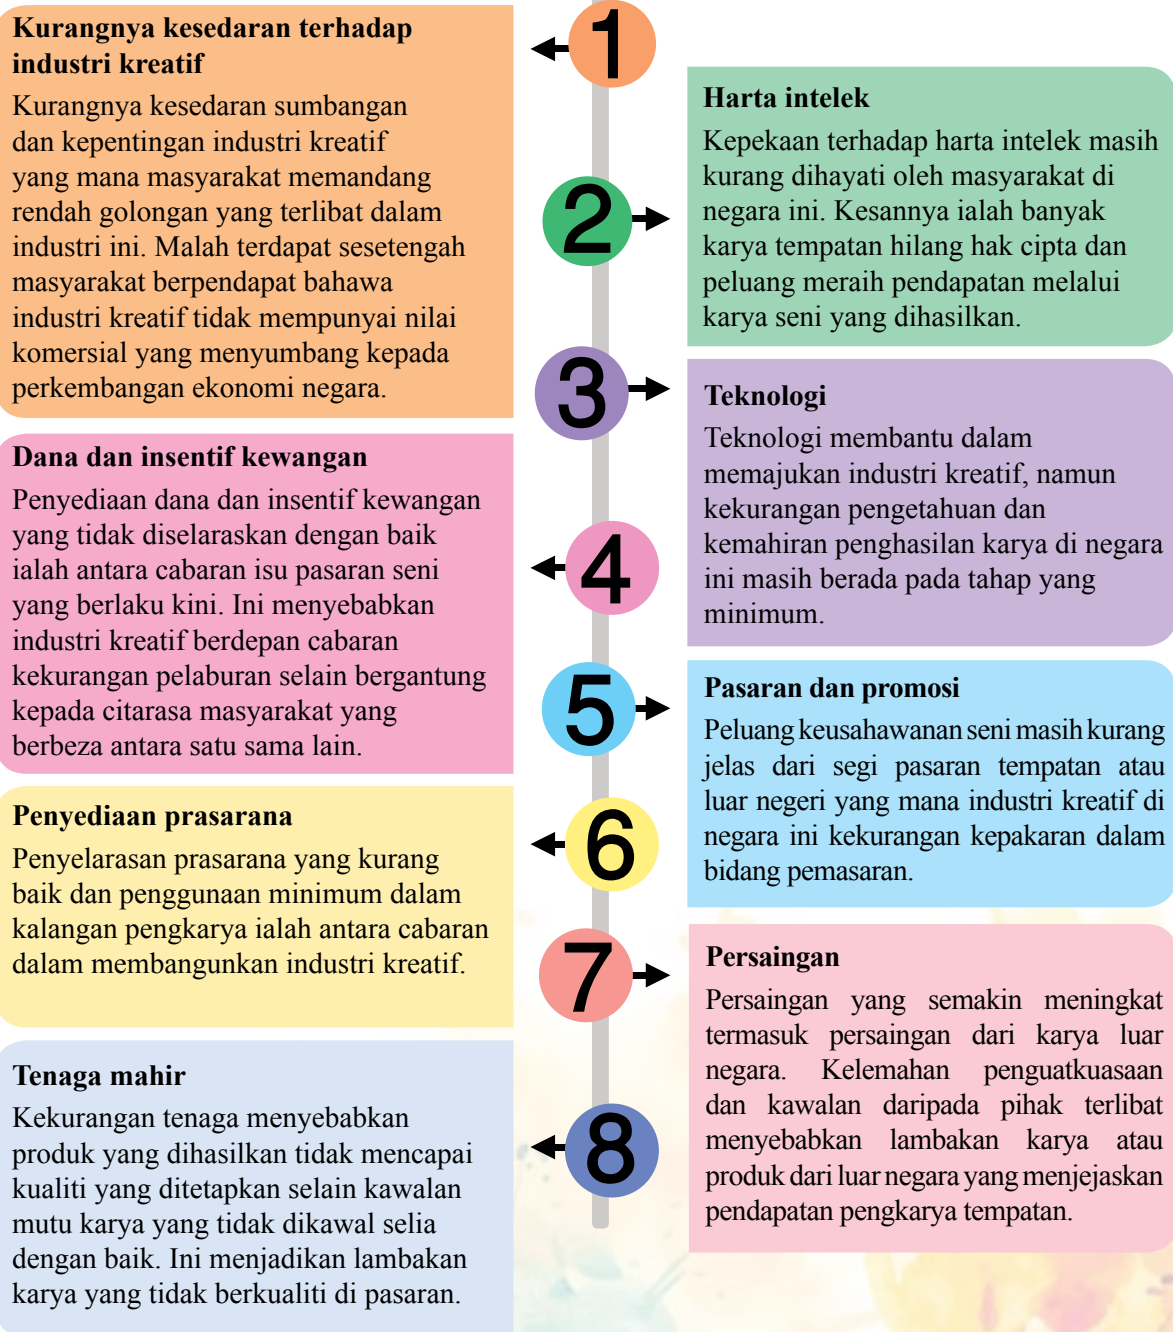 1
Kurangnya kesedaran terhadap
industri kreatif
Kurangnya kesedaran sumbangan
dan kepentingan industri kreatif
yang mana masyarakat memandang
rendah golongan yang terlibat dalam
industri ini. Malah terdapat sesetengah
masyarakat berpendapat bahawa
industri kreatif tidak mempunyai nilai
komersial yang menyumbang kepada
perkembangan ekonomi negara.
2
Harta intelek
Kepekaan terhadap harta intelek masih
kurang dihayati oleh masyarakat di
negara ini. Kesannya ialah banyak
karya tempatan hilang hak cipta dan
peluang meraih pendapatan melalui
karya seni yang dihasilkan.
3
Teknologi
Teknologi membantu dalam
memajukan industri kreatif, namun
kekurangan pengetahuan dan
kemahiran penghasilan karya di negara
ini masih berada pada tahap yang
minimum.
4
Dana dan insentif kewangan
Penyediaan dana dan insentif kewangan
yang tidak diselaraskan dengan baik
ialah antara cabaran isu pasaran seni
yang berlaku kini. Ini menyebabkan
industri kreatif berdepan cabaran
kekurangan pelaburan selain bergantung
kepada citarasa masyarakat yang
berbeza antara satu sama lain.
5
Pasaran dan promosi
Peluang keusahawanan seni masih kurang
jelas dari segi pasaran tempatan atau
luar negeri yang mana industri kreatif di
negara ini kekurangan kepakaran dalam
bidang pemasaran.
6
Penyediaan prasarana
Penyelarasan prasarana yang kurang
baik dan penggunaan minimum dalam
kalangan pengkarya ialah antara cabaran
dalam membangunkan industri kreatif.
7
Persaingan
Persaingan yang semakin meningkat
termasuk persaingan dari karya luar
negara. Kelemahan penguatkuasaan
dan kawalan daripada pihak terlibat
menyebabkan lambakan karya atau
produk dari luar negara yang menjejaskan
pendapatan pengkarya tempatan.
8
Tenaga mahir
Kekurangan tenaga menyebabkan
produk yang dihasilkan tidak mencapai
kualiti yang ditetapkan selain kawalan
mutu karya yang tidak dikawal selia
dengan baik. Ini menjadikan lambakan
karya yang tidak berkualiti di pasaran.